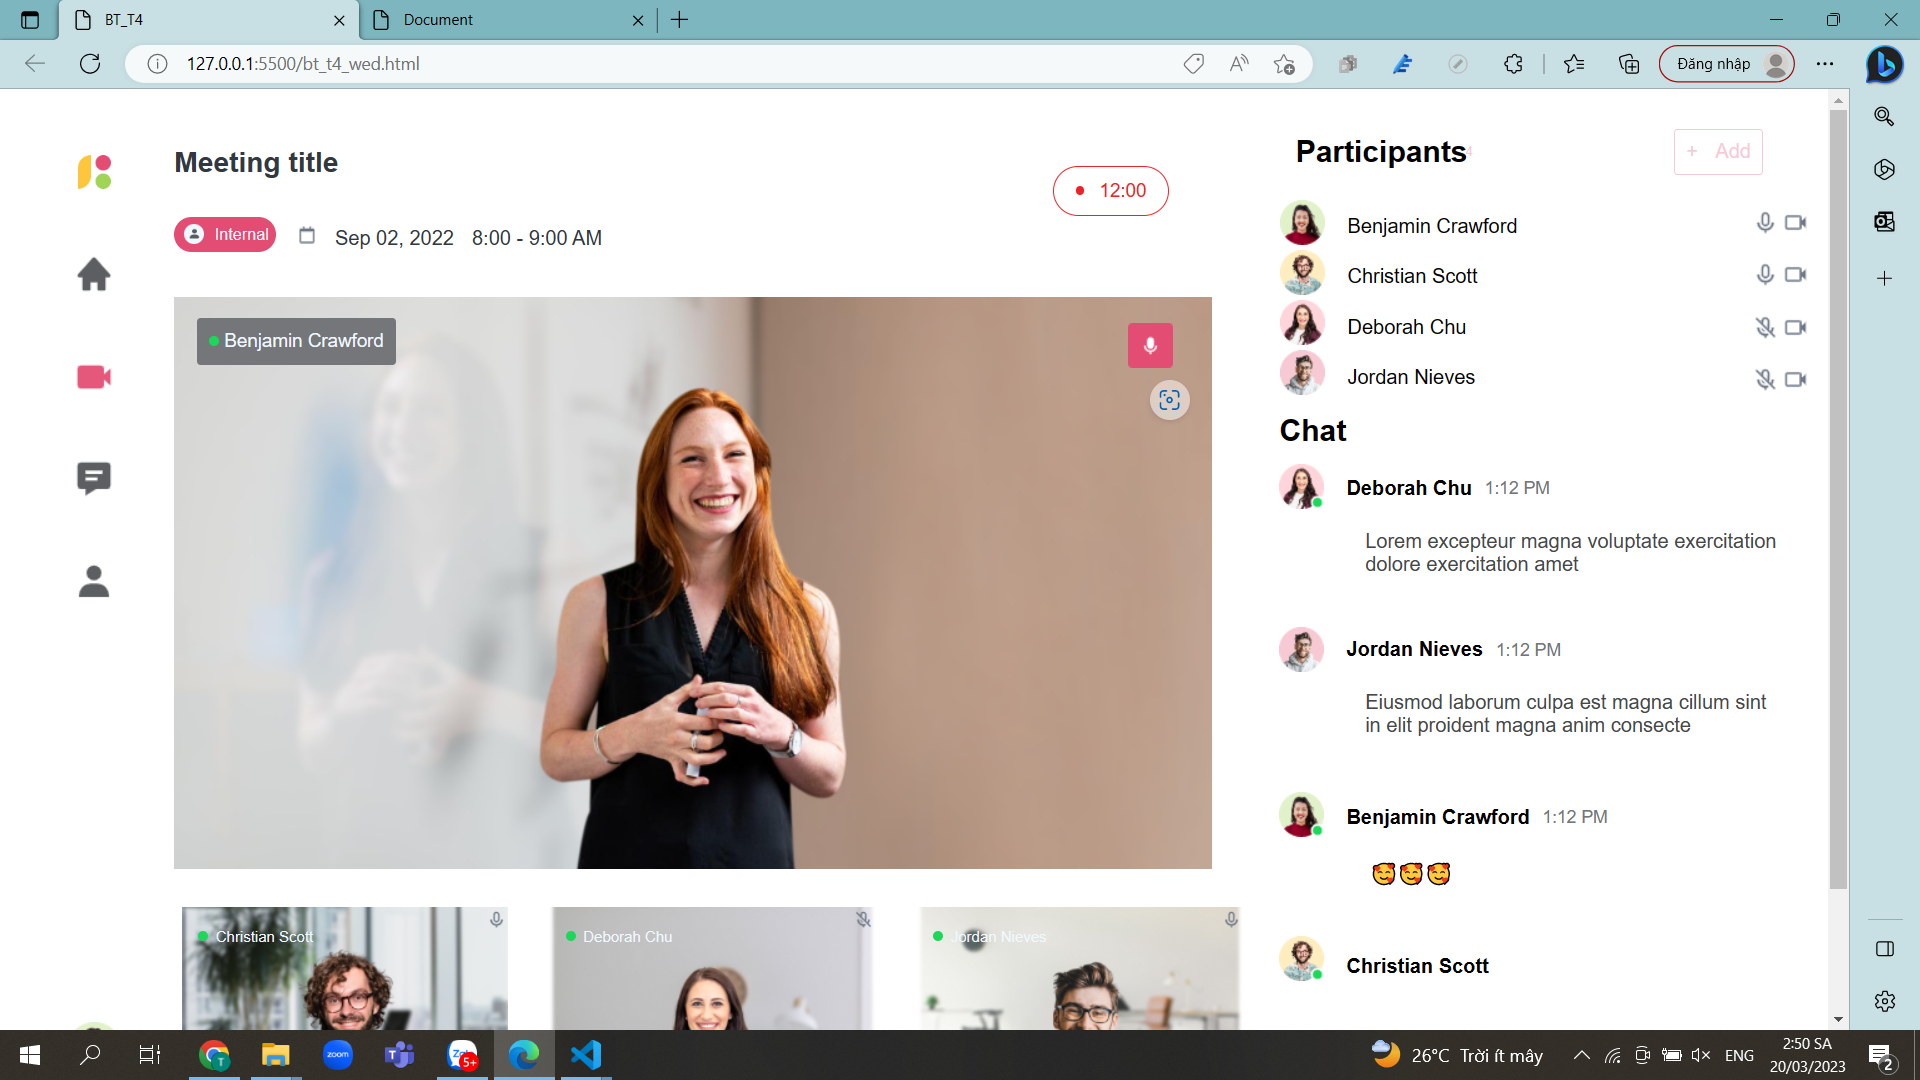 BT_T4
Document
127.0.0.1:5500/bt_t4_wed.html
Đăng nhập
Meeting title
12:00
Internal
Sep 02, 2022 8:00 - 9:00 AM
Benjamin Crawford
Christian Scott
Deborah Chu
Jordan Nieves
Participants
+ Add
Benjamin Crawford
Christian Scott
Deborah Chu
Jordan Nieves
Chat
Deborah Chu 1:12 PM
Lorem excepteur magna voluptate exercitation
dolore exercitation amet
Jordan Nieves 1:12 PM
Eiusmod laborum culpa est magna cillum sint
in elit proident magna anim consecte
Benjamin Crawford 1:12 PM
🥰🥰🥰
Christian Scott
T
zoom
5+
26°C Trời ít mây
ENG
2:50 SA
20/03/2023
2